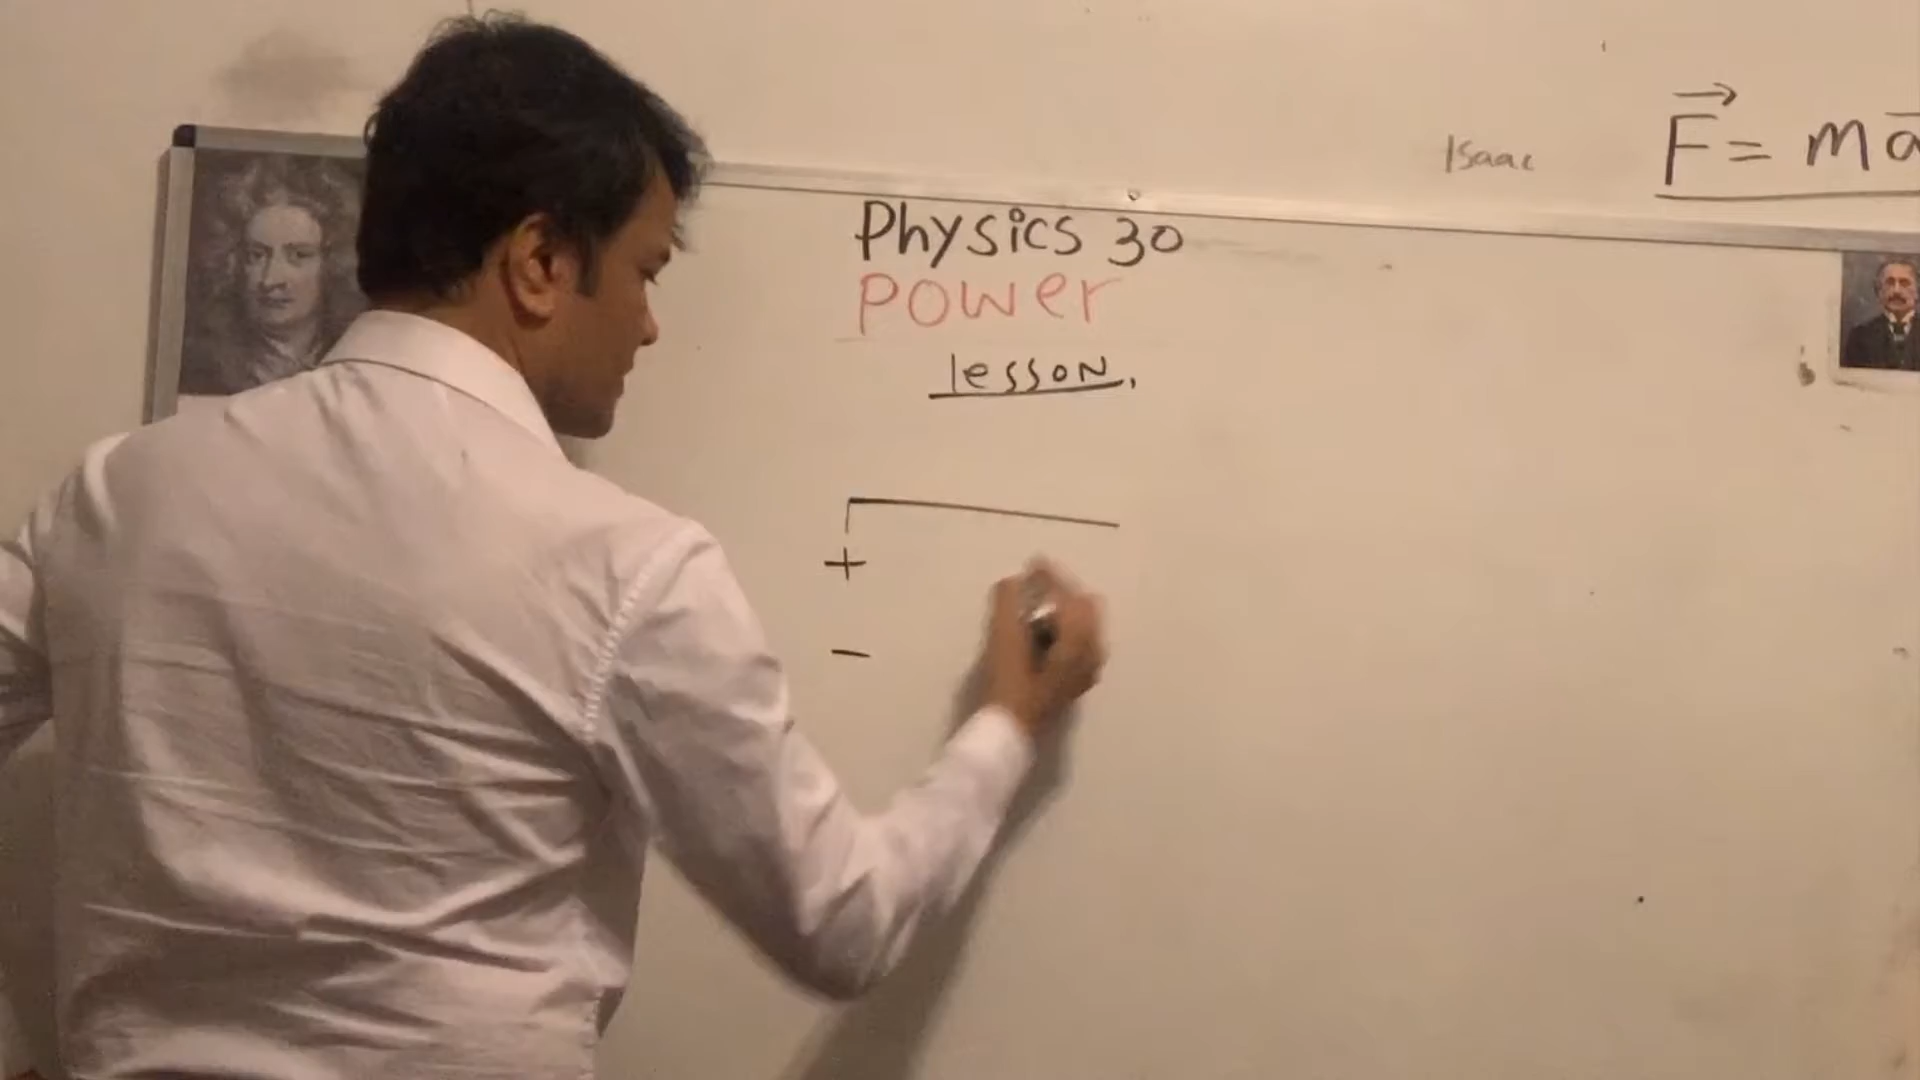 Isaac
F = ma
Physics 30
Power
lesson.
+
−